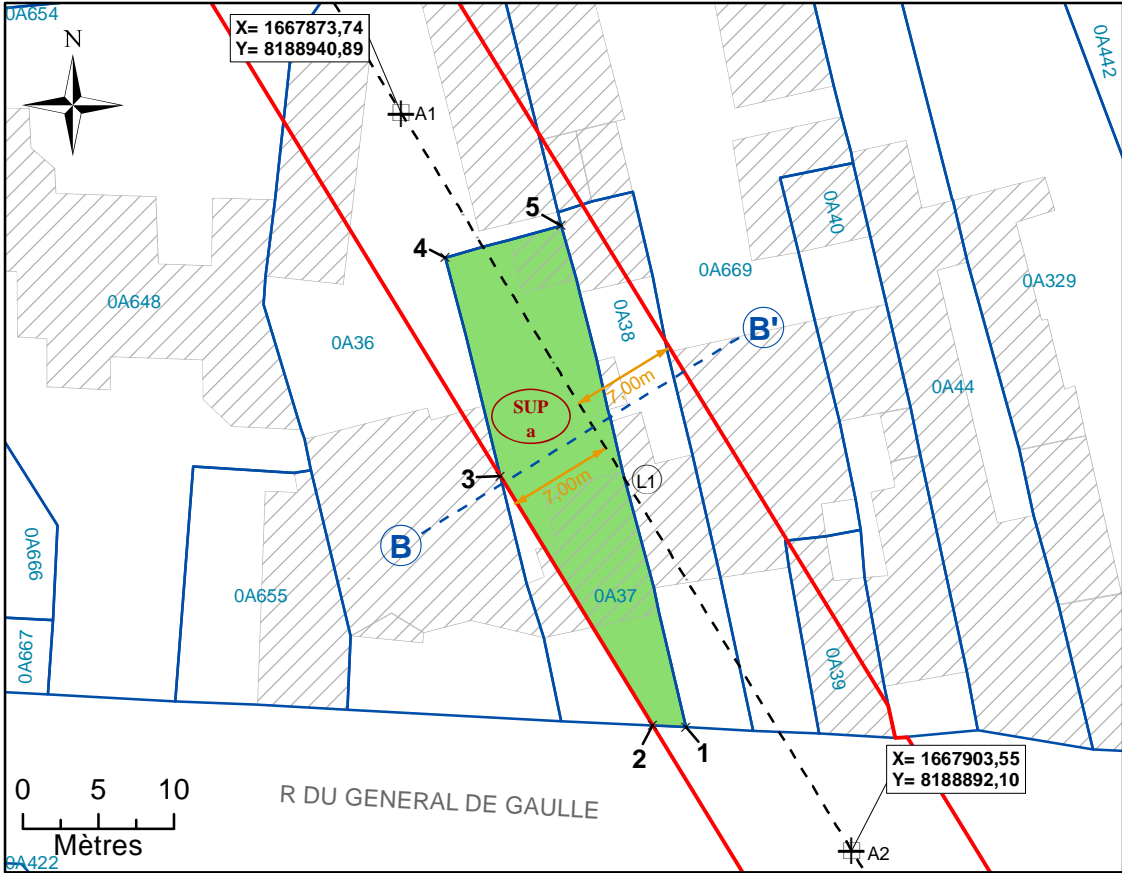 0A654
X= 1667873,74
Y= 8188940,89
N
A1
0A442
5
4
0A40
0A669
0A329
0A648
0A36
0A38
B'
7,00m
0A44
SUP
a
3
L1
7,00m
B
0A666
0A655
0A37
0A667
0A39
2
1
X= 1667903,55
Y= 8188892,10
0 5 10
Mètres
R DU GENERAL DE GAULLE
A2
0A422